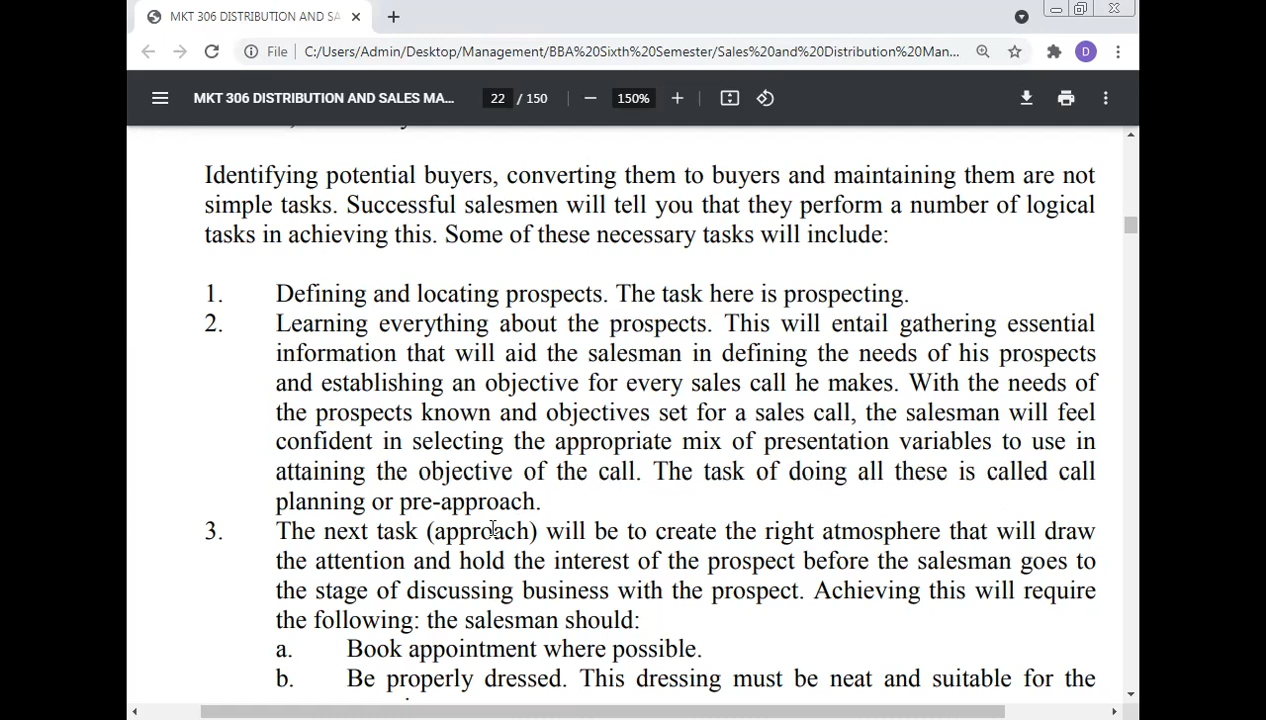 MKT 306 DISTRIBUTION AND SA
File C:/Users/Admin/Desktop/Management/BBA%20Sixth%20Semester/Sales%20and%20Distribution%20Man... D
MKT 306 DISTRIBUTION AND SALES MA... 22 / 150 150%
Identifying potential buyers, converting them to buyers and maintaining them are not
simple tasks. Successful salesmen will tell you that they perform a number of logical
tasks in achieving this. Some of these necessary tasks will include:
1. Defining and locating prospects. The task here is prospecting.
2. Learning everything about the prospects. This will entail gathering essential
information that will aid the salesman in defining the needs of his prospects
and establishing an objective for every sales call he makes. With the needs of
the prospects known and objectives set for a sales call, the salesman will feel
confident in selecting the appropriate mix of presentation variables to use in
attaining the objective of the call. The task of doing all these is called call
planning or pre-approach.
3. The next task (approach) will be to create the right atmosphere that will draw
the attention and hold the interest of the prospect before the salesman goes to
the stage of discussing business with the prospect. Achieving this will require
the following: the salesman should:
a. Book appointment where possible.
b. Be properly dressed. This dressing must be neat and suitable for the